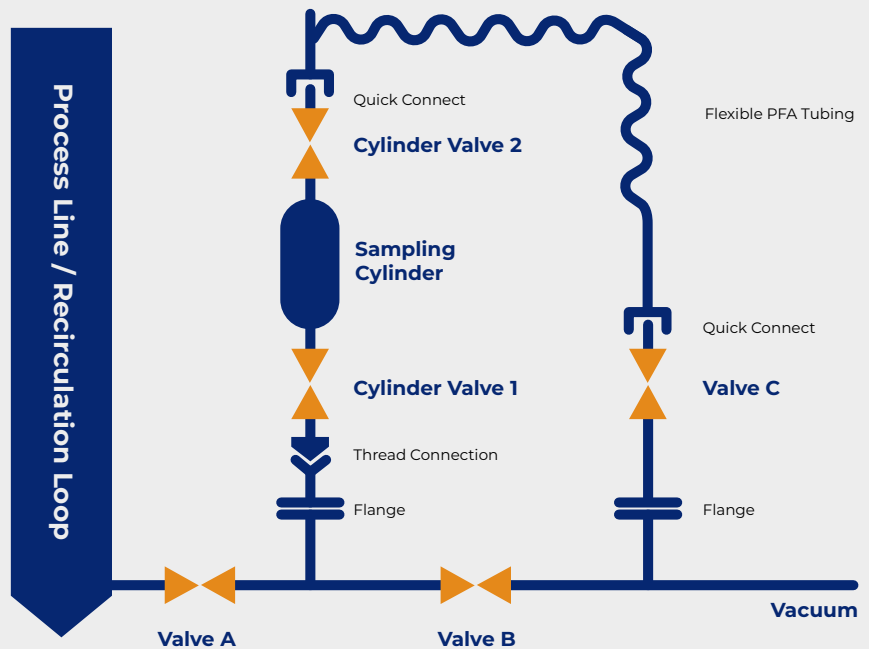 Process Line / Recirculation Loop
Quick Connect
Cylinder Valve 2
Flexible PFA Tubing
Sampling
Cylinder
Quick Connect
Cylinder Valve 1
Valve C
Thread Connection
Flange
Flange
Vacuum
Valve A
Valve B